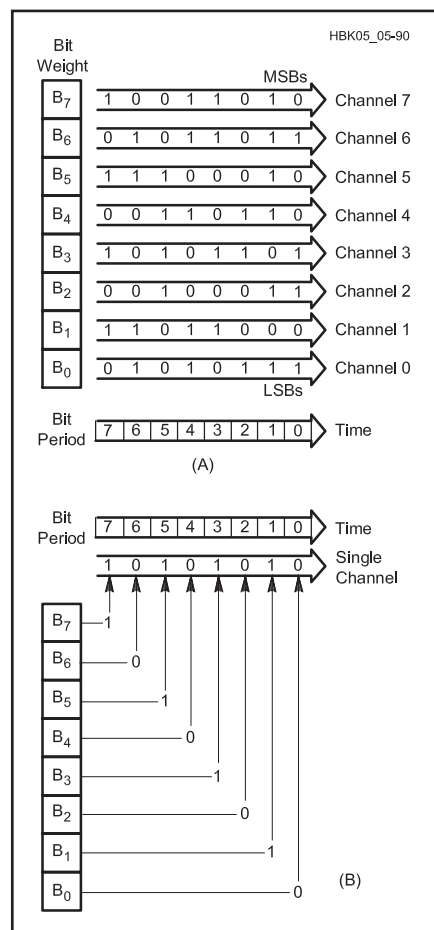 HBK05_05-90
Bit
Weight
MSBs
B7 1 0 0 1 1 0 1 0 Channel 7
B6 0 1 0 1 1 0 1 1 Channel 6
B5 1 1 1 0 0 0 1 0 Channel 5
B4 0 0 1 1 0 1 1 0 Channel 4
B3 1 0 1 0 1 1 0 1 Channel 3
B2 0 0 1 0 0 0 1 1 Channel 2
B1 1 1 0 1 1 0 0 0 Channel 1
B0 0 1 0 1 0 1 1 1 Channel 0
LSBs
Bit
Period
7 6 5 4 3 2 1 0 Time
(A)
Bit
Period
7 6 5 4 3 2 1 0 Time
1 0 1 0 1 0 1 0 Single
Channel
B7 1
B6 0
B5 1
B4 0
B3 1
B2 0
B1 1
B0 0
(B)